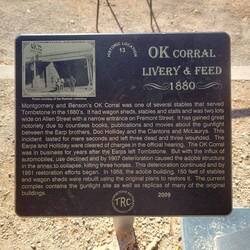 HISTORIC LOCATION
13
OK CORRAL
LIVERY & FEED
1880
Montgomery and Benson's OK Corral was one of several stables that served
Tombstone in the 1880's. It had wagon sheds, stables and stalls and was two lots
wide on Allen Street with a narrow entrance on Fremont Street. It has gained great
notoriety due to countless books, publications and movies about the gunfight
between the Earp brothers, Doc Holliday and the Clantons and McLaurys. This
incident lasted for mere seconds and left three dead and three wounded. The
Earps and Holliday were cleared of charges in the official hearing. The OK Corral
was in business for years after the Earps left Tombstone. But with the influx of
automobiles, use declined and by 1907 deterioration caused the adobe structure
in the annex to collapse, killing three horses. This deterioration continued and by
1961 restoration efforts began. In 1968, the adobe building, 150 feet of stables
and wagon sheds were rebuilt using the original plans to restore it. The current
complex contains the gunfight site as well as replicas of many of the original
buildings.
TRC
2009